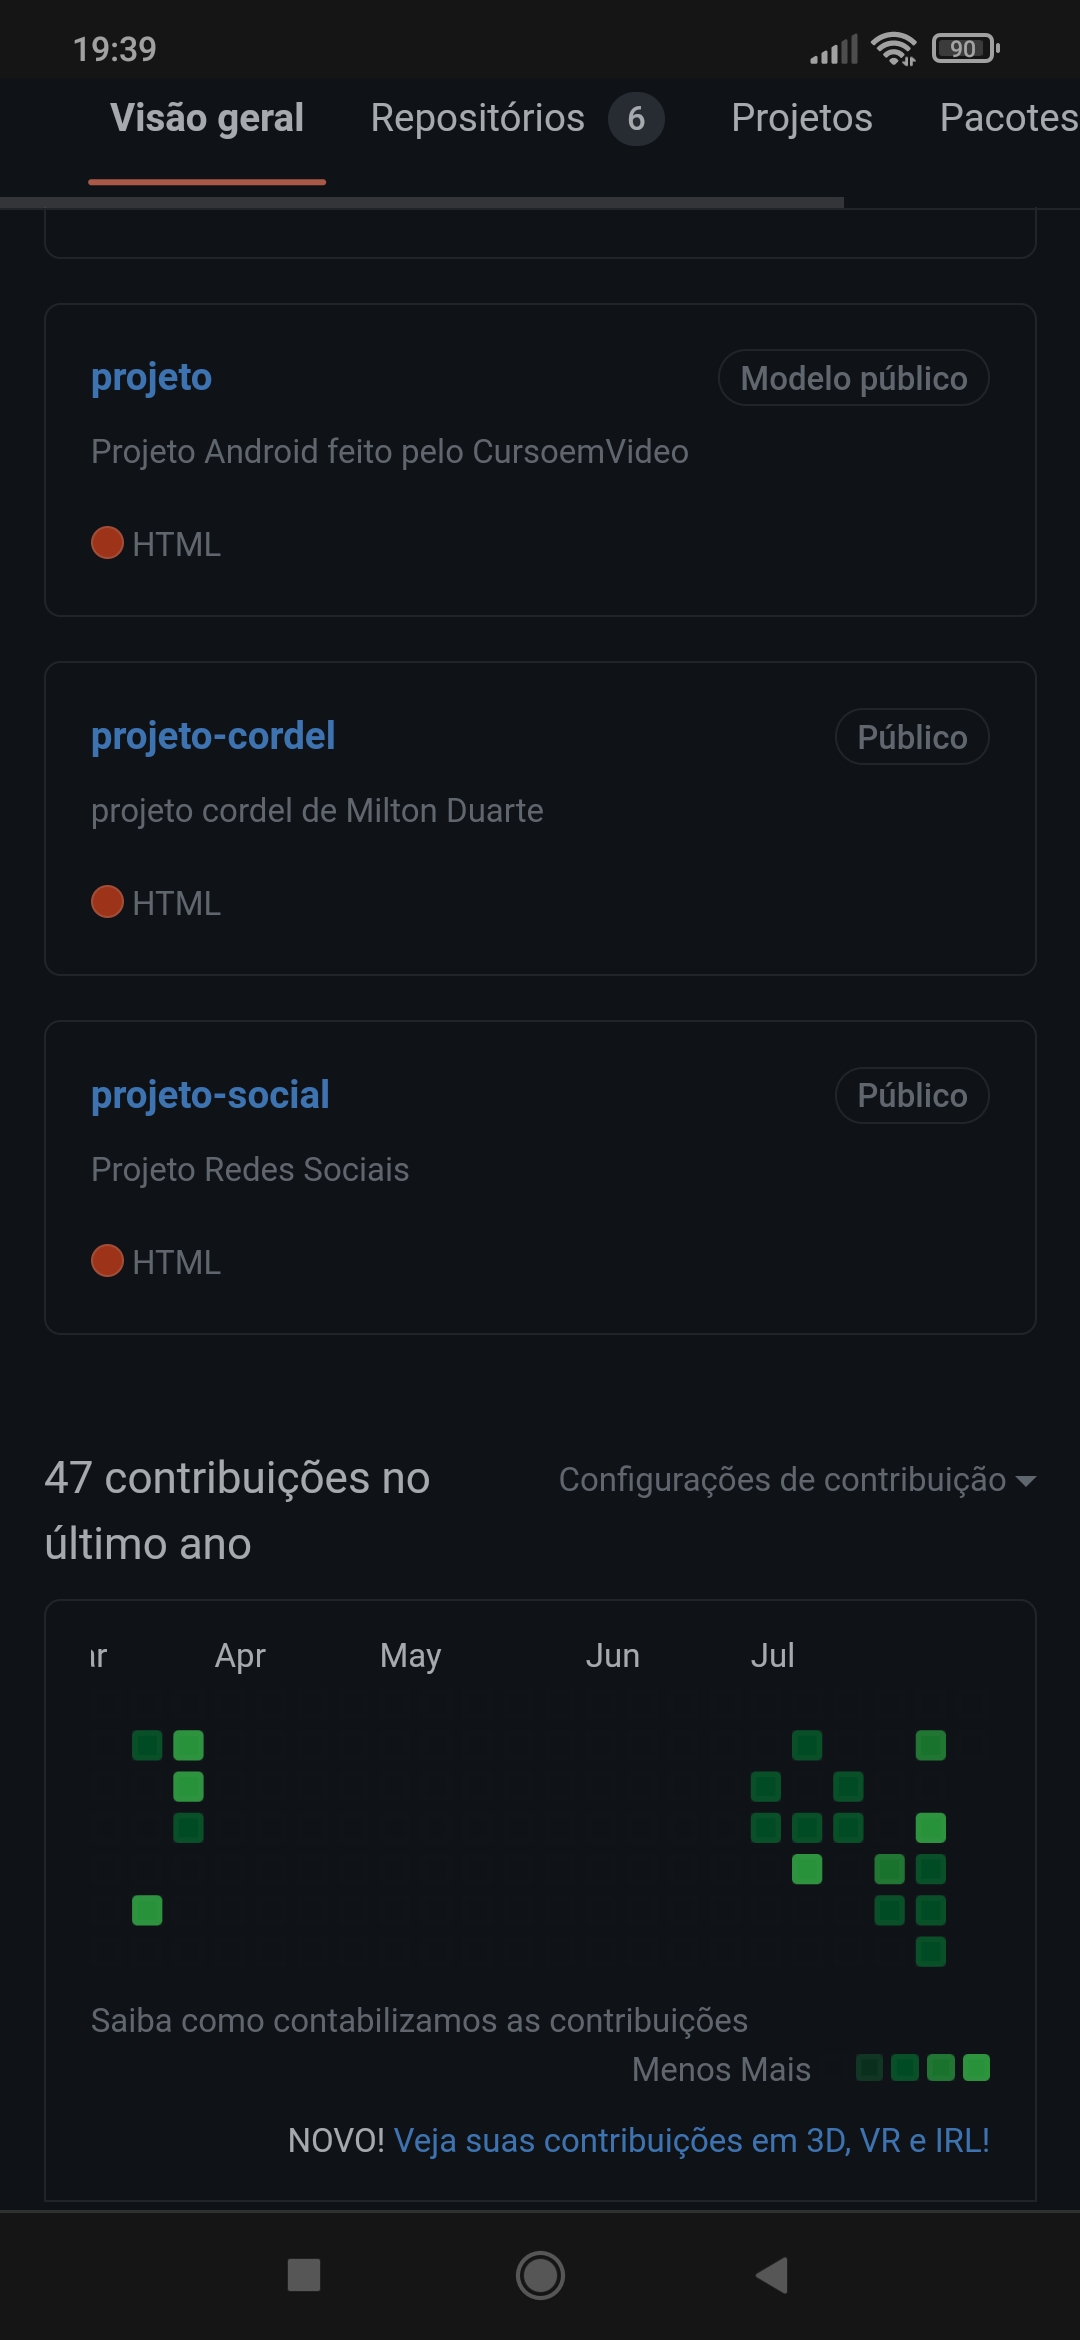 19:39
90
Visão geral
Repositórios 6
Projetos
Pacotes
projeto
Modelo público
Projeto Android feito pelo CursoemVideo
HTML
projeto-cordel
Público
projeto cordel de Milton Duarte
HTML
projeto-social
Público
Projeto Redes Sociais
HTML
47 contribuições no
último ano
Configurações de contribuição
ar
Apr
May
Jun
Jul
Saiba como contabilizamos as contribuições
Menos Mais
NOVO! Veja suas contribuições em 3D, VR e IRL!